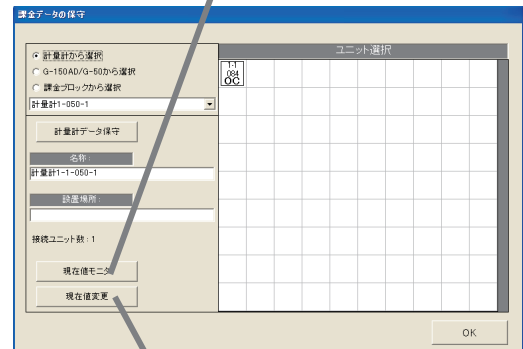 課金データの保守
計量計から選択
G-150AD/G-50から選択
課金ブロックから選択
計量計1-050-1
計量計データ保守
名称:
計量計1-1-050-1
設置場所:
接続ユニット数:1
現在値モニタ
現在値変更
ユニット選択
1-1
084
OC
OK